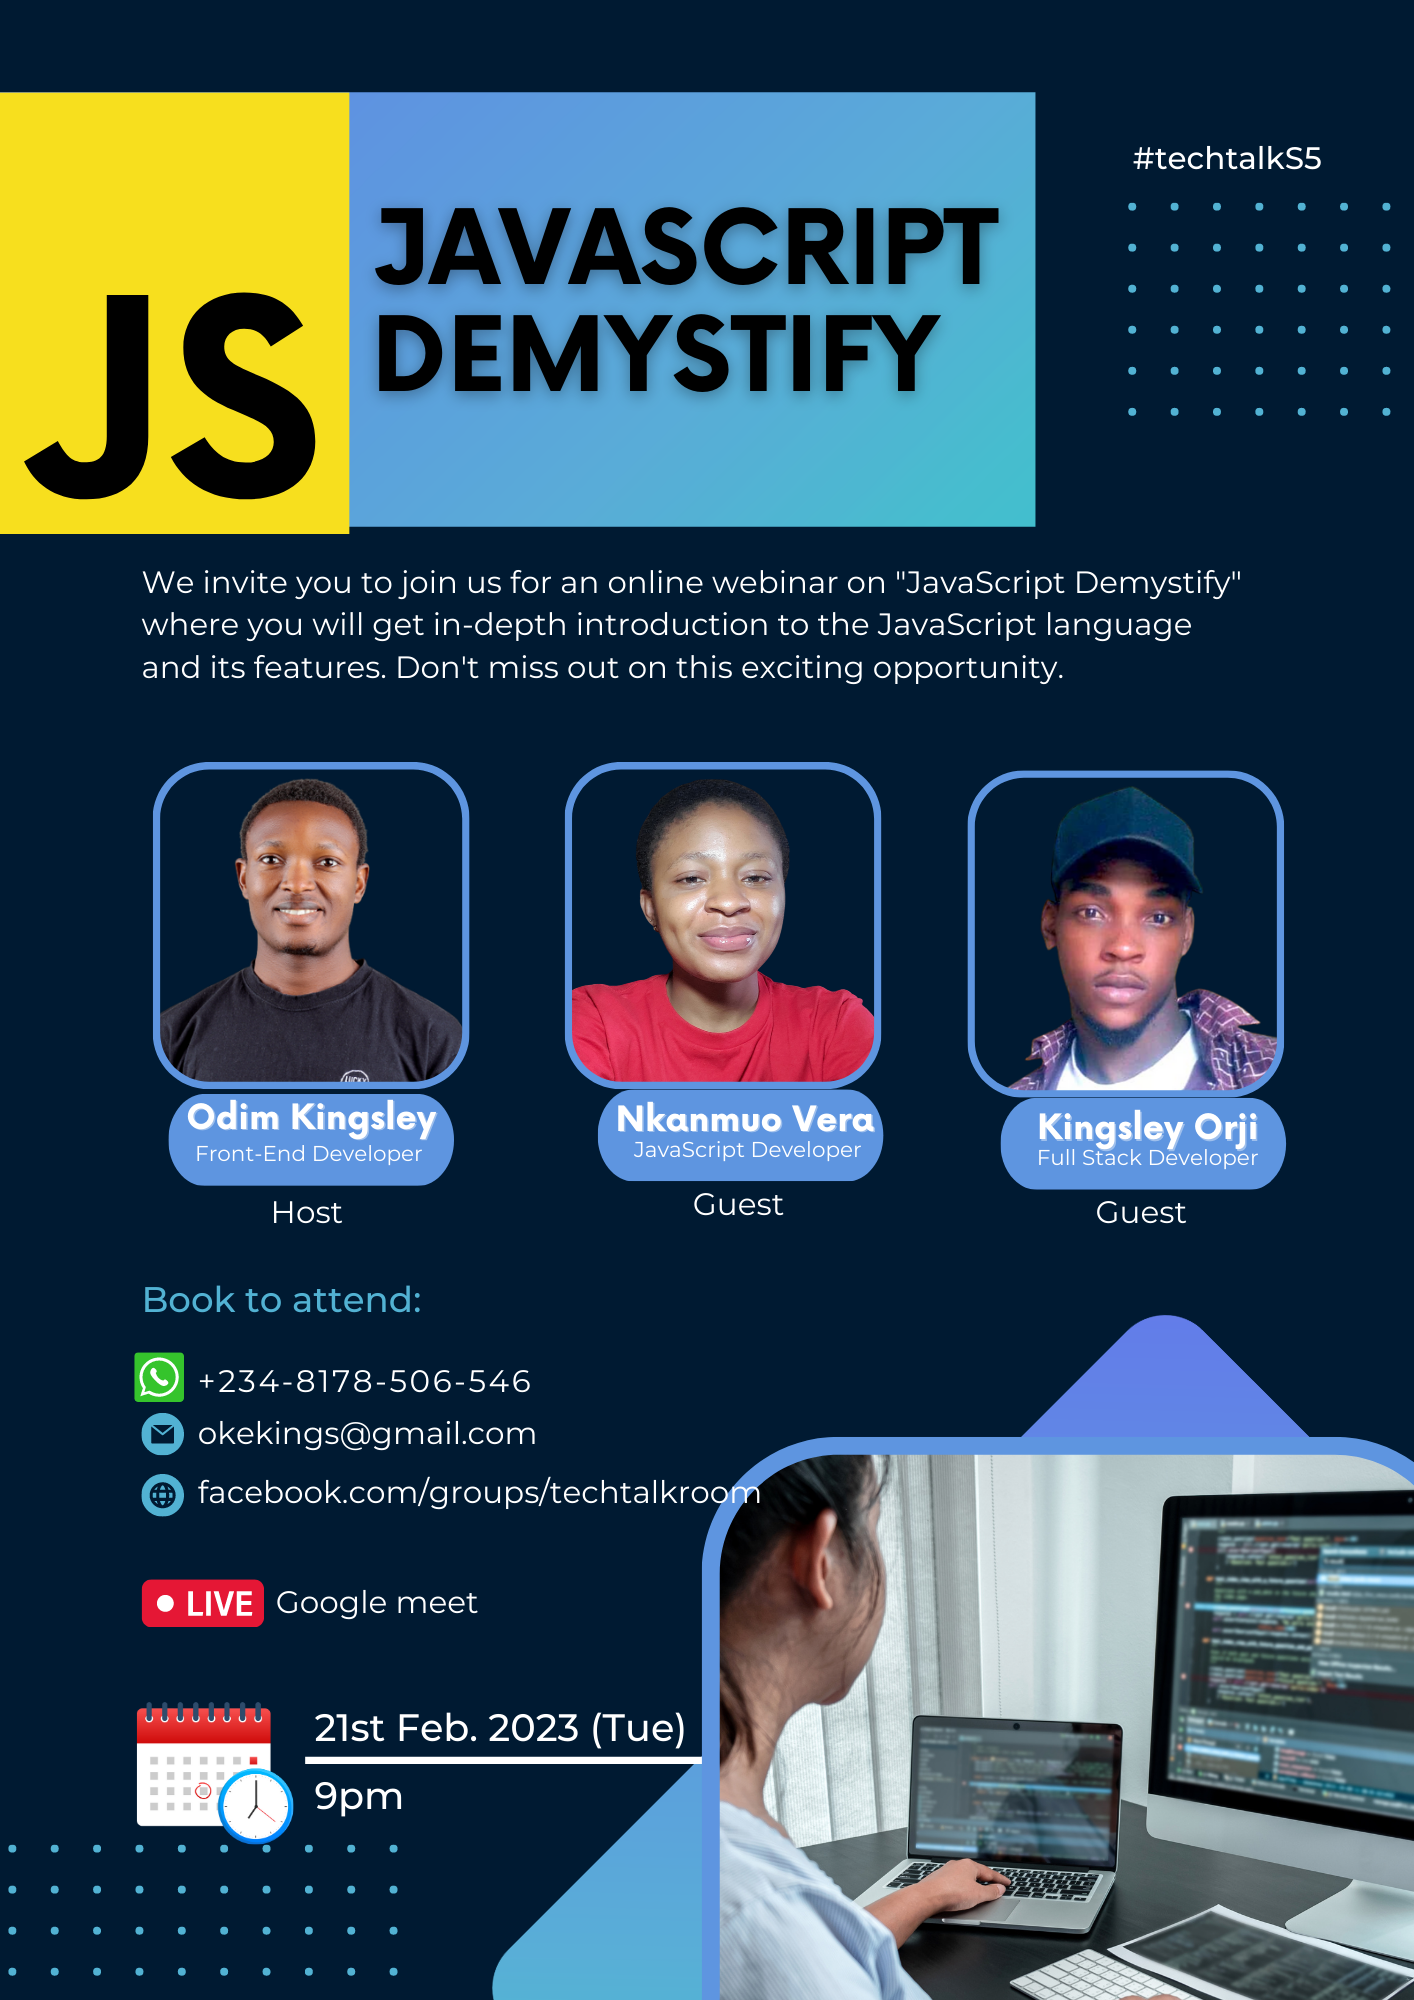 #techtalkS5
JS
JAVASCRIPT
DEMYSTIFY
We invite you to join us for an online webinar on "JavaScript Demystify"
where you will get in-depth introduction to the JavaScript language
and its features. Don't miss out on this exciting opportunity.
Odim Kingsley
Front-End Developer
Host
Nkanmuo Vera
JavaScript Developer
Guest
Kingsley Orji
Full Stack Developer
Guest
Book to attend:
+234-8178-506-546
okekings@gmail.com
facebook.com/groups/techtalkroom
LIVE Google meet
21st Feb. 2023 (Tue)
9pm